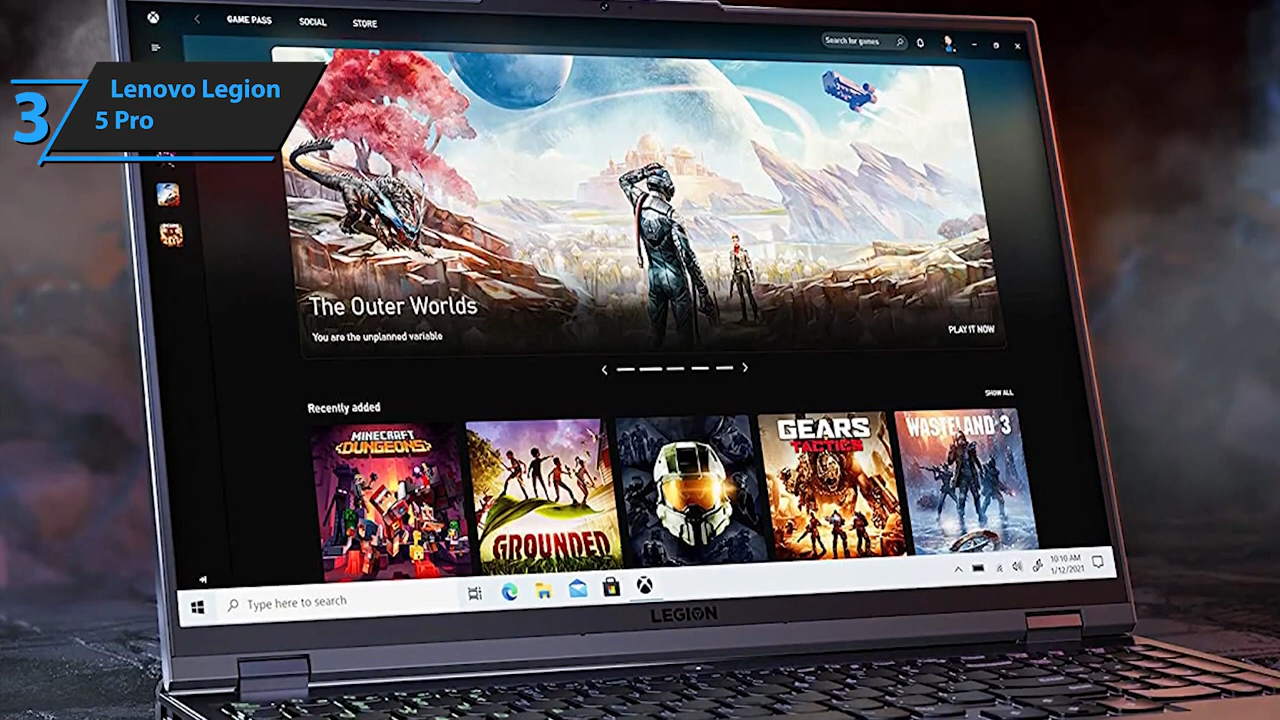 GAME PASS SOCIAL STORE
Search for games
3
Lenovo Legion
5 Pro
The Outer Worlds
You are the unplanned variable
PLAY IT NOW
SHOW ALL
Recently added
MINECRAFT
DUNGEONS
GROUNDED
GEARS
TACTICS
WASTELAND 3
Type here to search
10:10 AM
1/12/2021
LEGION